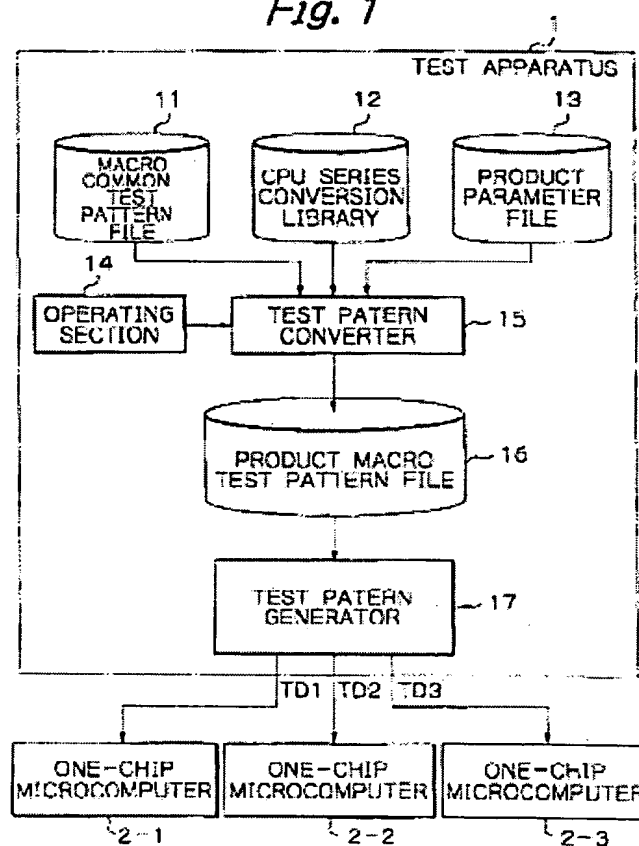 Fig. 1
1
TEST APPARATUS
11
12
13
MACRO
COMMON
TEST
PATTERN
FILE
CPU SERIES
CONVERSION
LIBRARY
PRODUCT
PARAMETER
FILE
14
OPERATING
SECTION
TEST PATERN
CONVERTER
15
PRODUCT MACRO
TEST PATTERN FILE
16
TEST PATERN
GENERATOR
17
TD1 TD2 TD3
ONE-CHIP
MICROCOMPUTER
ONE-CHIP
MICROCOMPUTER
ONE-CHIP
MICROCOMPUTER
2-1
2-2
2-3